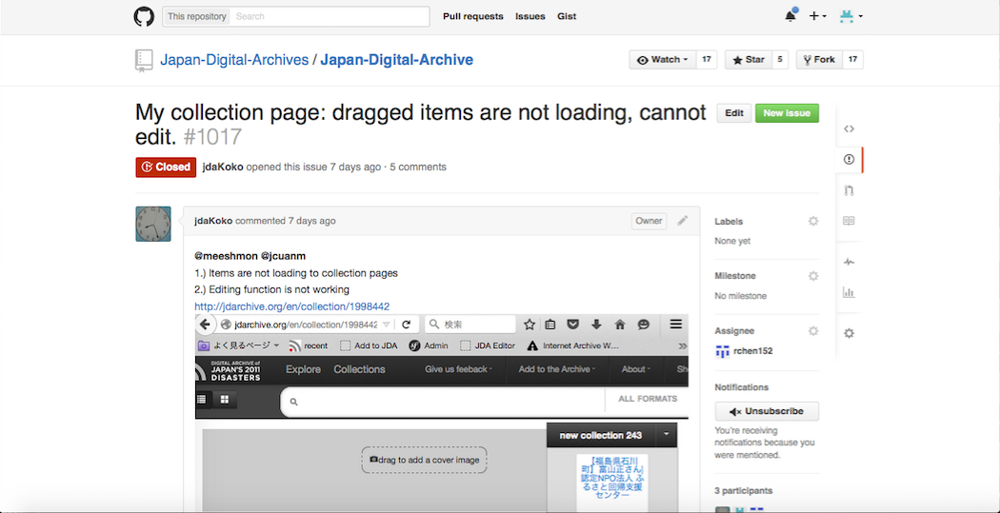 This repository Search Pull requests Issues Gist
Japan-Digital-Archives / Japan-Digital-Archive Watch 17 Star 5 Fork 17
My collection page: dragged items are not loading, cannot
edit. #1017
Edit New issue
Closed jdaKoko opened this issue 7 days ago · 5 comments
jdaKoko commented 7 days ago Owner
@meeshmon @jcuanm
1.) Items are not loading to collection pages
2.) Editing function is not working
http://jdarchive.org/en/collection/1998442
jdarchive.org/en/collection/1998442 検索
よく見るページ recent Add to JDA Admin JDA Editor Internet Archive W...
DIGITAL ARCHIVE of
JAPAN'S 2011
DISASTERS
Explore Collections Give us feeback Add to the Archive About Sh
ALL FORMATS
new collection 243
drag to add a cover image
【福島県石川
町】富山正さん|
認定NPO法人 ふ
るさと回帰支援
センター
Labels
None yet
Milestone
No milestone
Assignee
rchen152
Notifications
Unsubscribe
You're receiving
notifications because you
were mentioned.
3 participants